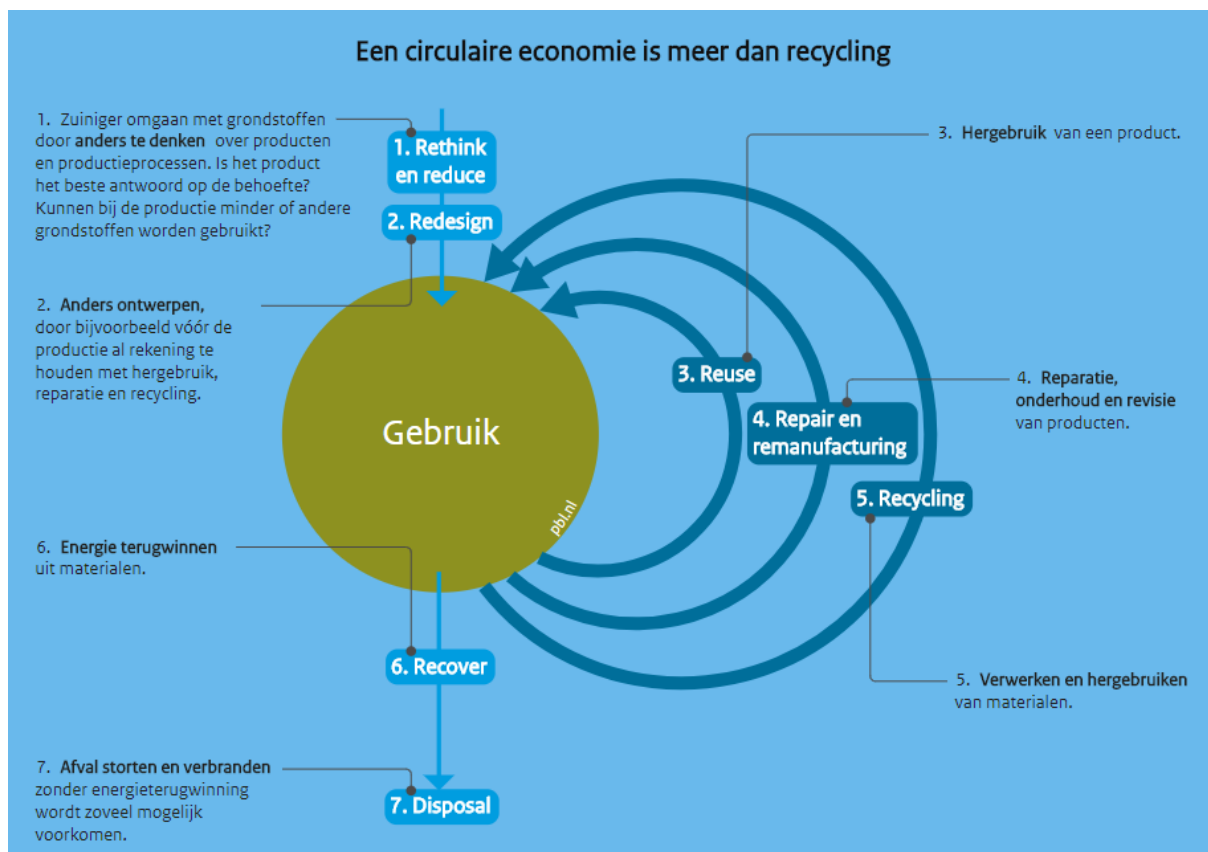 Een circulaire economie is meer dan recycling
1. Zuiniger omgaan met grondstoffen
door anders te denken over producten
en productieprocessen. Is het product
het beste antwoord op de behoefte?
Kunnen bij de productie minder of andere
grondstoffen worden gebruikt?
1. Rethink
en reduce
2. Redesign
3. Hergebruik van een product.
2. Anders ontwerpen,
door bijvoorbeeld vóór de
productie al rekening te
houden met hergebruik,
reparatie en recycling.
Gebruik
pbl.nl
3. Reuse
4. Repair en
remanufacturing
4. Reparatie,
onderhoud en revisie
van producten.
5. Recycling
6. Energie terugwinnen
uit materialen.
6. Recover
5. Verwerken en hergebruiken
van materialen.
7. Afval storten en verbranden
zonder energieterugwinning
wordt zoveel mogelijk
voorkomen.
7. Disposal